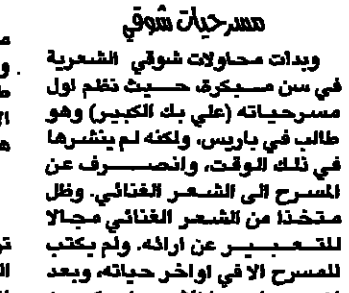 مسرحيات شوقي
وبدأت محاولات شوقي الشعرية
في سن مبكرة، حيث نظم اول
مسرحياته (علي بك الكبير) وهو
طالب في باريس، ولكنه لم ينشرها
في ذلك الوقت، وانصرف عن
المسرح الى الشعر الغنائي. وظل
متخذا من الشعر الغنائي مجالا
للتعبير عن ارائه. ولم يكتب
للمسرح الا في اواخر حياته، وبعد